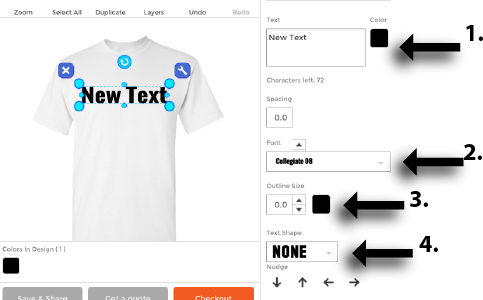 Zoom Select All Duplicate Layers Undo Redo
New Text
Colors in Design ( 1 )
Save & Share Get a quote Checkout
Text Color
New Text
1.
Characters left: 72
Spacing
0.0
Font
2.
Collegiate 08
Outline Size
3.
0.0
Text Shape
4.
NONE
Nudge